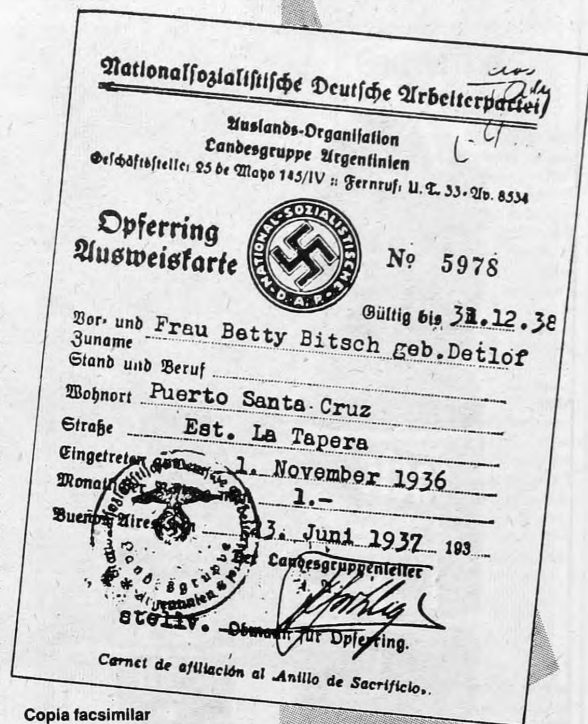 Nationalsozialistische Deutsche Arbeiterpartei
Auslands-Organisation
Landesgruppe Argentinien
Geschäftsstelle: 25 de Mayo 145/IV :: Fernruf: U. T. 33-Av. 8534
Opferring
Ausweiskarte
NATIONAL-SOZIALISTISCHE
N.S.D.A.P.
Nº 5978
Gültig bis 31.12.38
Vor- und
Zuname Frau Betty Bitsch geb.Detlof
Stand und Beruf
Wohnort Puerto Santa Cruz
Straße Est. La Tapera
Eingetreten 1. November 1936
1.-
Buenos Aires 23. Juni 1937 193
Der Landesgruppenleiter
stellv. Obmann für Opferring.
Carnet de afiliación al Anillo de Sacrificio.
Copia facsimilar